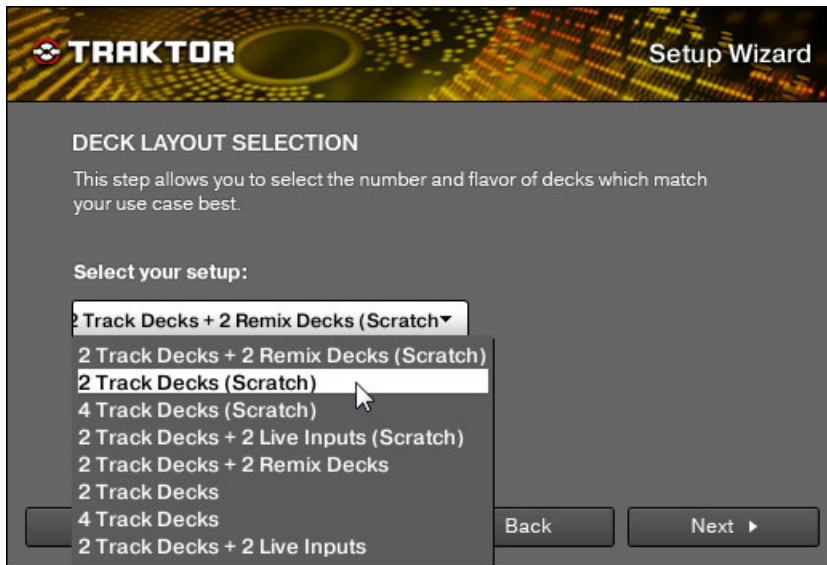 TRAKTOR
Setup Wizard
DECK LAYOUT SELECTION
This step allows you to select the number and flavor of decks which match
your use case best.
Select your setup:
2 Track Decks + 2 Remix Decks (Scratch
2 Track Decks + 2 Remix Decks (Scratch)
2 Track Decks (Scratch)
4 Track Decks (Scratch)
2 Track Decks + 2 Live Inputs (Scratch)
2 Track Decks + 2 Remix Decks
2 Track Decks
4 Track Decks
2 Track Decks + 2 Live Inputs
Back
Next